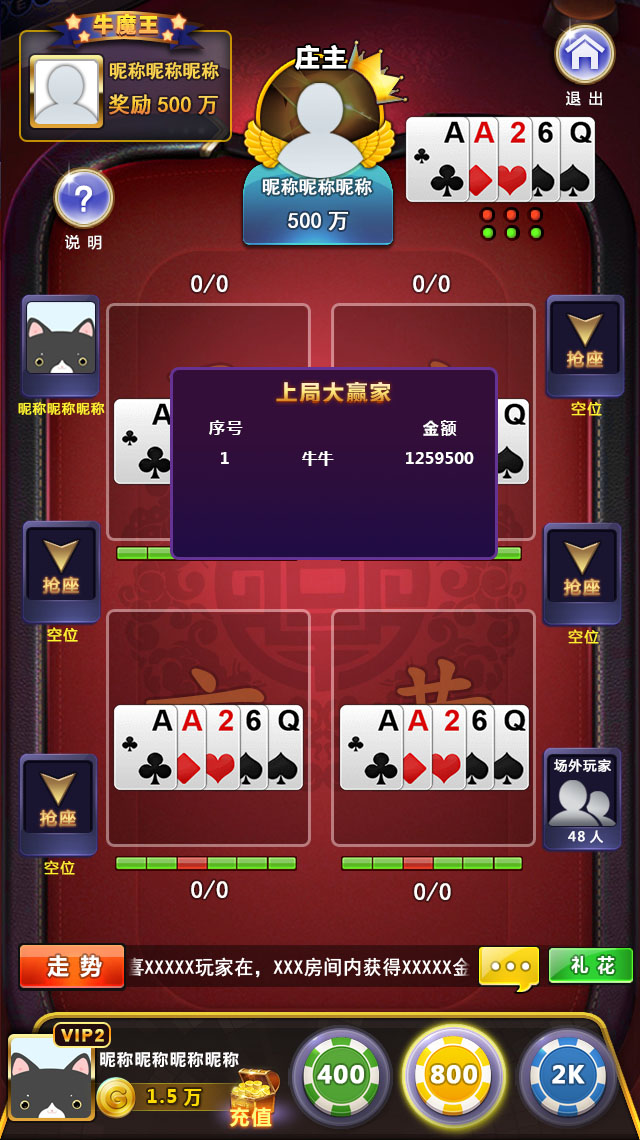 牛魔王
昵称昵称昵称
奖励 500 万
庄主
昵称昵称昵称
500 万
退 出
A A 2 6 Q
?
说 明
0/0
0/0
昵称昵称昵称
抢座
空位
A
Q
上局大赢家
序号 金额
1 牛牛 1259500
抢座
空位
抢座
空位
A A 2 6 Q
A A 2 6 Q
抢座
空位
场外玩家
48 人
0/0
0/0
走 势
喜XXXXX玩家在，XXX房间内获得XXXXX金
礼 花
VIP2
昵称昵称昵称昵称
G 1.5 万
充值
400
800
2K